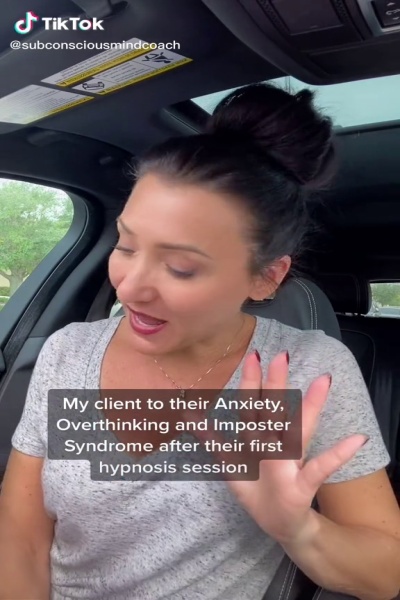 TikTok
@subconsciousmindcoach
My client to their Anxiety,
Overthinking and Imposter
Syndrome after their first
hypnosis session